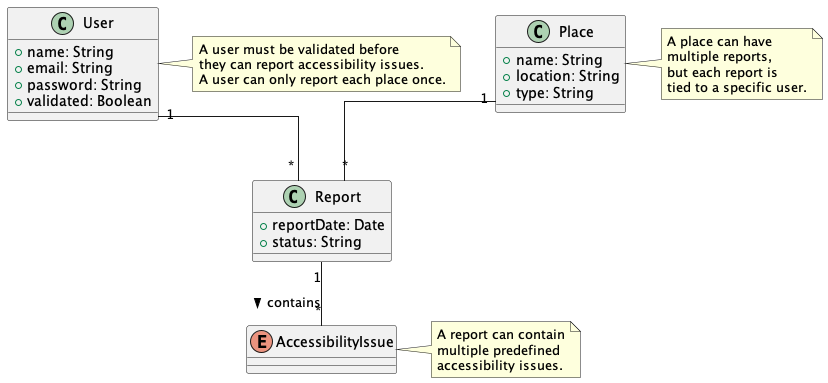 C User
+ name: String
+ email: String
+ password: String
+ validated: Boolean
A user must be validated before
they can report accessibility issues.
A user can only report each place once.
C Place
+ name: String
+ location: String
+ type: String
A place can have
multiple reports,
but each report is
tied to a specific user.
1
1
*
*
C Report
reportDate: Date
status: String
1
contains
*
E AccessibilityIssue
A report can contain
multiple predefined
accessibility issues.